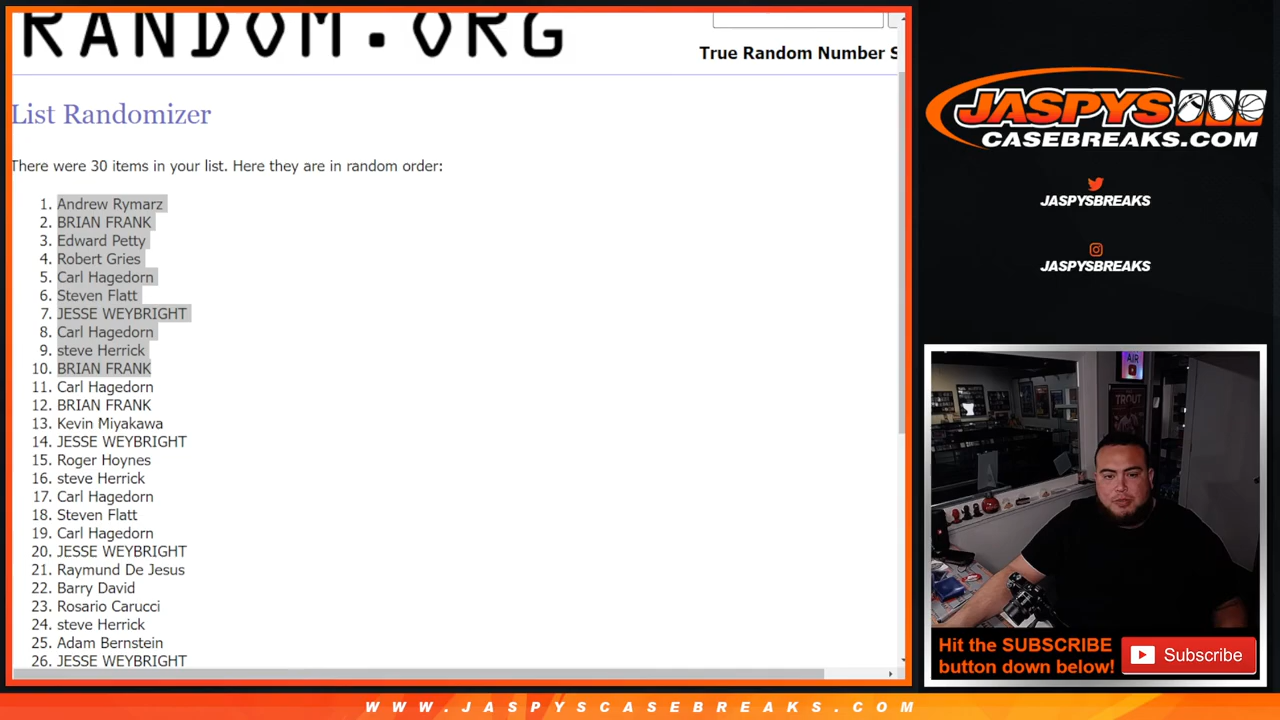 RANDOM.ORG
True Random Number S
List Randomizer
There were 30 items in your list. Here they are in random order:
1. Andrew Rymarz
2. BRIAN FRANK
3. Edward Petty
4. Robert Gries
5. Carl Hagedorn
6. Steven Flatt
7. JESSE WEYBRIGHT
8. Carl Hagedorn
9. steve Herrick
10. BRIAN FRANK
11. Carl Hagedorn
12. BRIAN FRANK
13. Kevin Miyakawa
14. JESSE WEYBRIGHT
15. Roger Hoynes
16. steve Herrick
17. Carl Hagedorn
18. Steven Flatt
19. Carl Hagedorn
20. JESSE WEYBRIGHT
21. Raymund De Jesus
22. Barry David
23. Rosario Carucci
24. steve Herrick
25. Adam Bernstein
26. JESSE WEYBRIGHT
JASPYS
CASEBREAKS.COM
JASPYSBREAKS
JASPYSBREAKS
AIR
TROUT
Hit the SUBSCRIBE
button down below!
Subscribe
WWW.JASPYSCASEBREAKS.COM